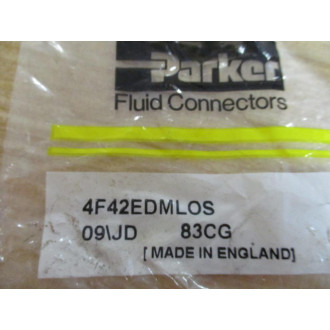 Parker
Fluid Connectors
4F42EDMLOS
09\JD 83CG
[ MADE IN ENGLAND ]